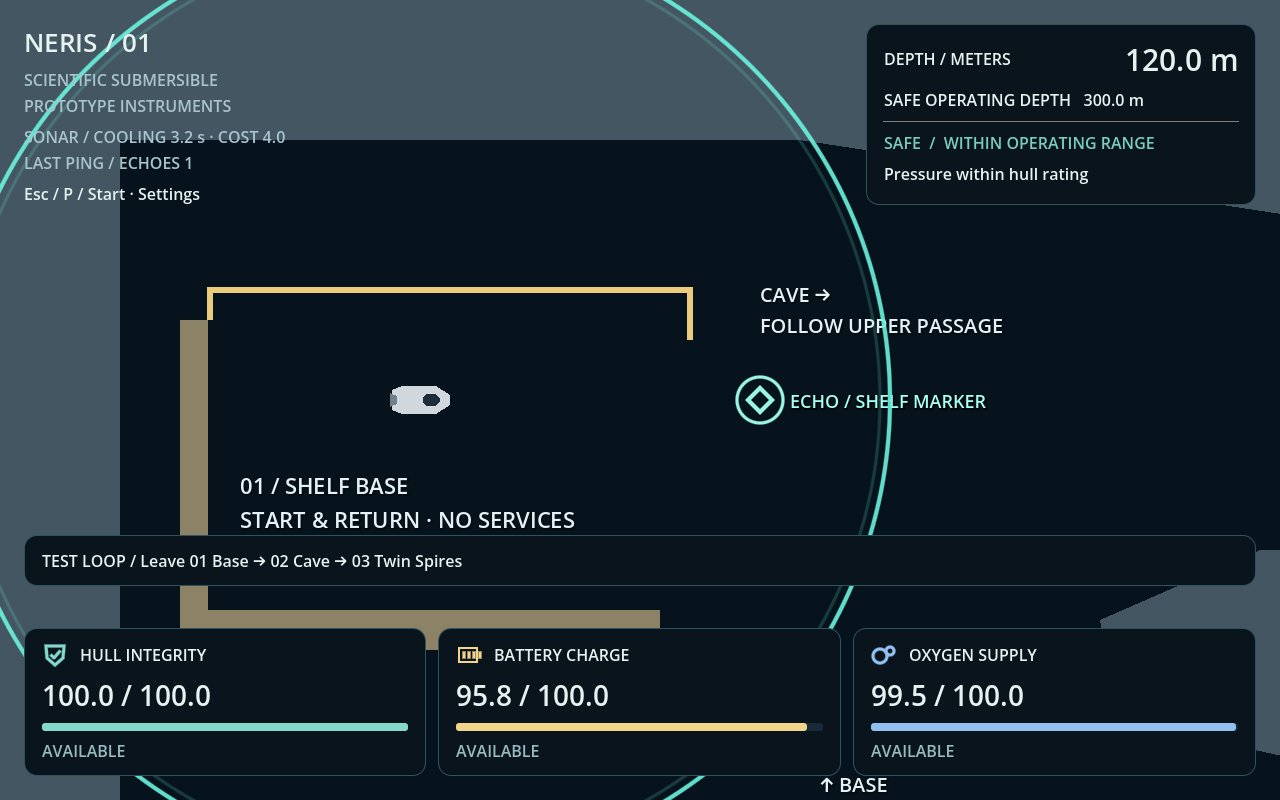 NERIS / 01
SCIENTIFIC SUBMERSIBLE
PROTOTYPE INSTRUMENTS
SONAR / COOLING 3.2 s · COST 4.0
LAST PING / ECHOES 1
Esc / P / Start · Settings
DEPTH / METERS 120.0 m
SAFE OPERATING DEPTH 300.0 m
SAFE / WITHIN OPERATING RANGE
Pressure within hull rating
CAVE →
FOLLOW UPPER PASSAGE
ECHO / SHELF MARKER
01 / SHELF BASE
START & RETURN · NO SERVICES
TEST LOOP / Leave 01 Base → 02 Cave → 03 Twin Spires
HULL INTEGRITY
100.0 / 100.0
AVAILABLE
BATTERY CHARGE
95.8 / 100.0
AVAILABLE
OXYGEN SUPPLY
99.5 / 100.0
AVAILABLE
↑ BASE